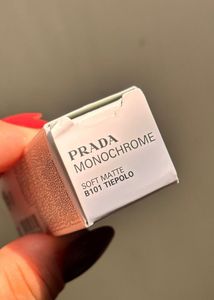 PRADA
MONOCHROME
SOFT MATTE
B101 TIEPOLO